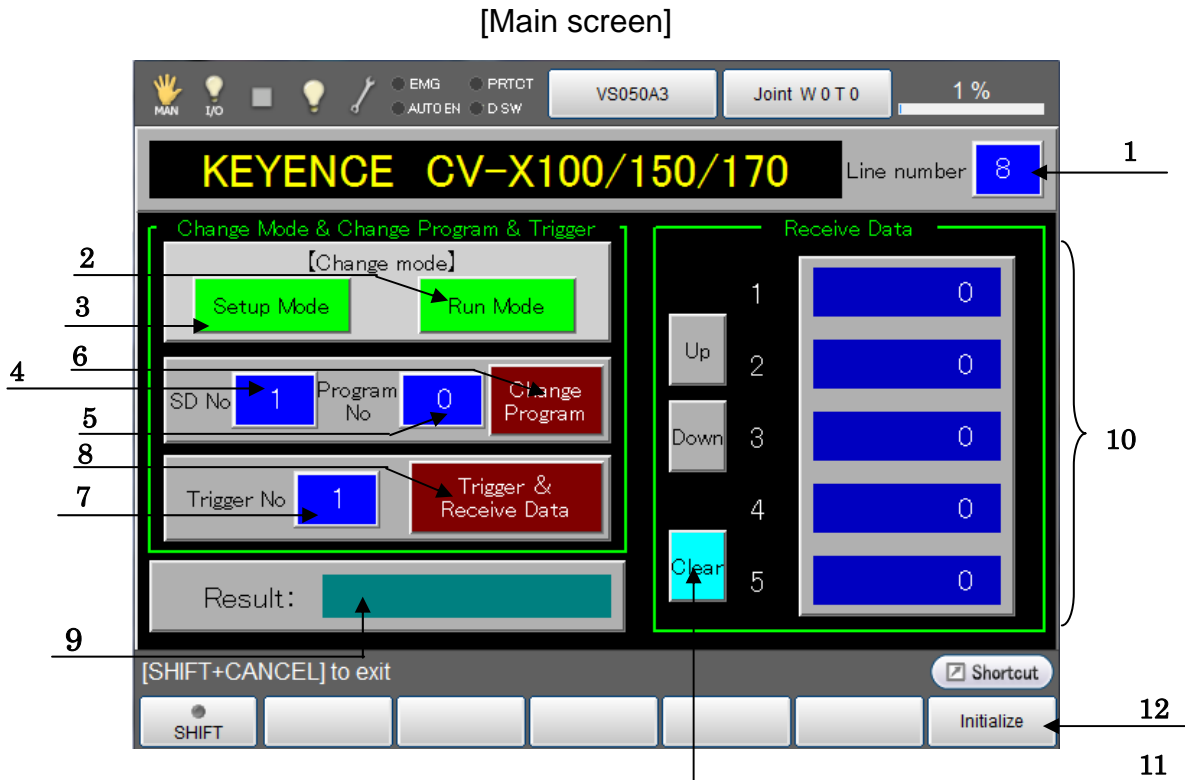 [Main screen]
MAN I/O EMG PRTCT AUTO EN D SW VS050A3 Joint W 0 T 0 1 %
KEYENCE CV-X100/150/170 Line number 8 1
Change Mode & Change Program & Trigger
Receive Data
2 【Change mode】
3 Setup Mode Run Mode
1 0
Up 2 0
Down 3 0
4 0
Clear 5 0
10
6
4 SD No 1 Program No 0 Change Program
5
8
7 Trigger No 1 Trigger & Receive Data
Result:
9
[SHIFT+CANCEL] to exit Shortcut
SHIFT Initialize 12
11